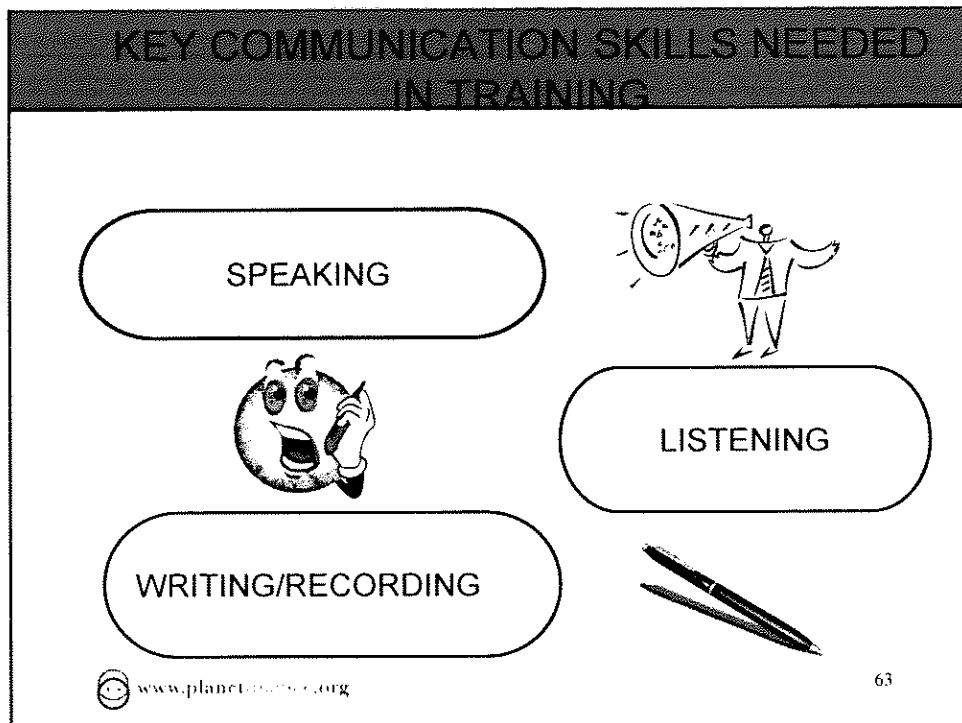 KEY COMMUNICATION SKILLS NEEDED
IN TRAINING
SPEAKING
LISTENING
WRITING/RECORDING
63